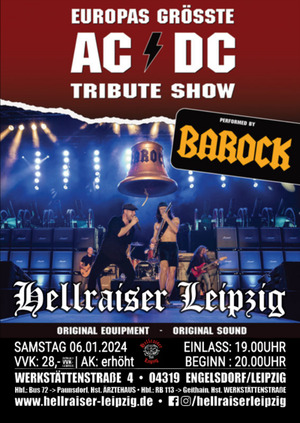 EUROPAS GRÖSSTE
AC DC
TRIBUTE SHOW
PERFORMED BY
BAROCK
BAROCK
Hellraiser Leipzig
ORIGINAL EQUIPMENT - ORIGINAL SOUND
SAMSTAG 06.01.2024
EINLASS: 19.00UHR
VVK: 28,- | AK: erhöht
BEGINN : 20.00UHR
WERKSTÄTTENSTRAßE 4 • 04319 ENGELSDORF/LEIPZIG
Hbf.: Bus 72 -> Paunsdorf, Hst. ÄRZTEHAUS • Hbf.: RB 113 -> Geithain, Hst. WERKSTÄTTENSTRAßE
www.hellraiser-leipzig.de • @hellraiserleipzig